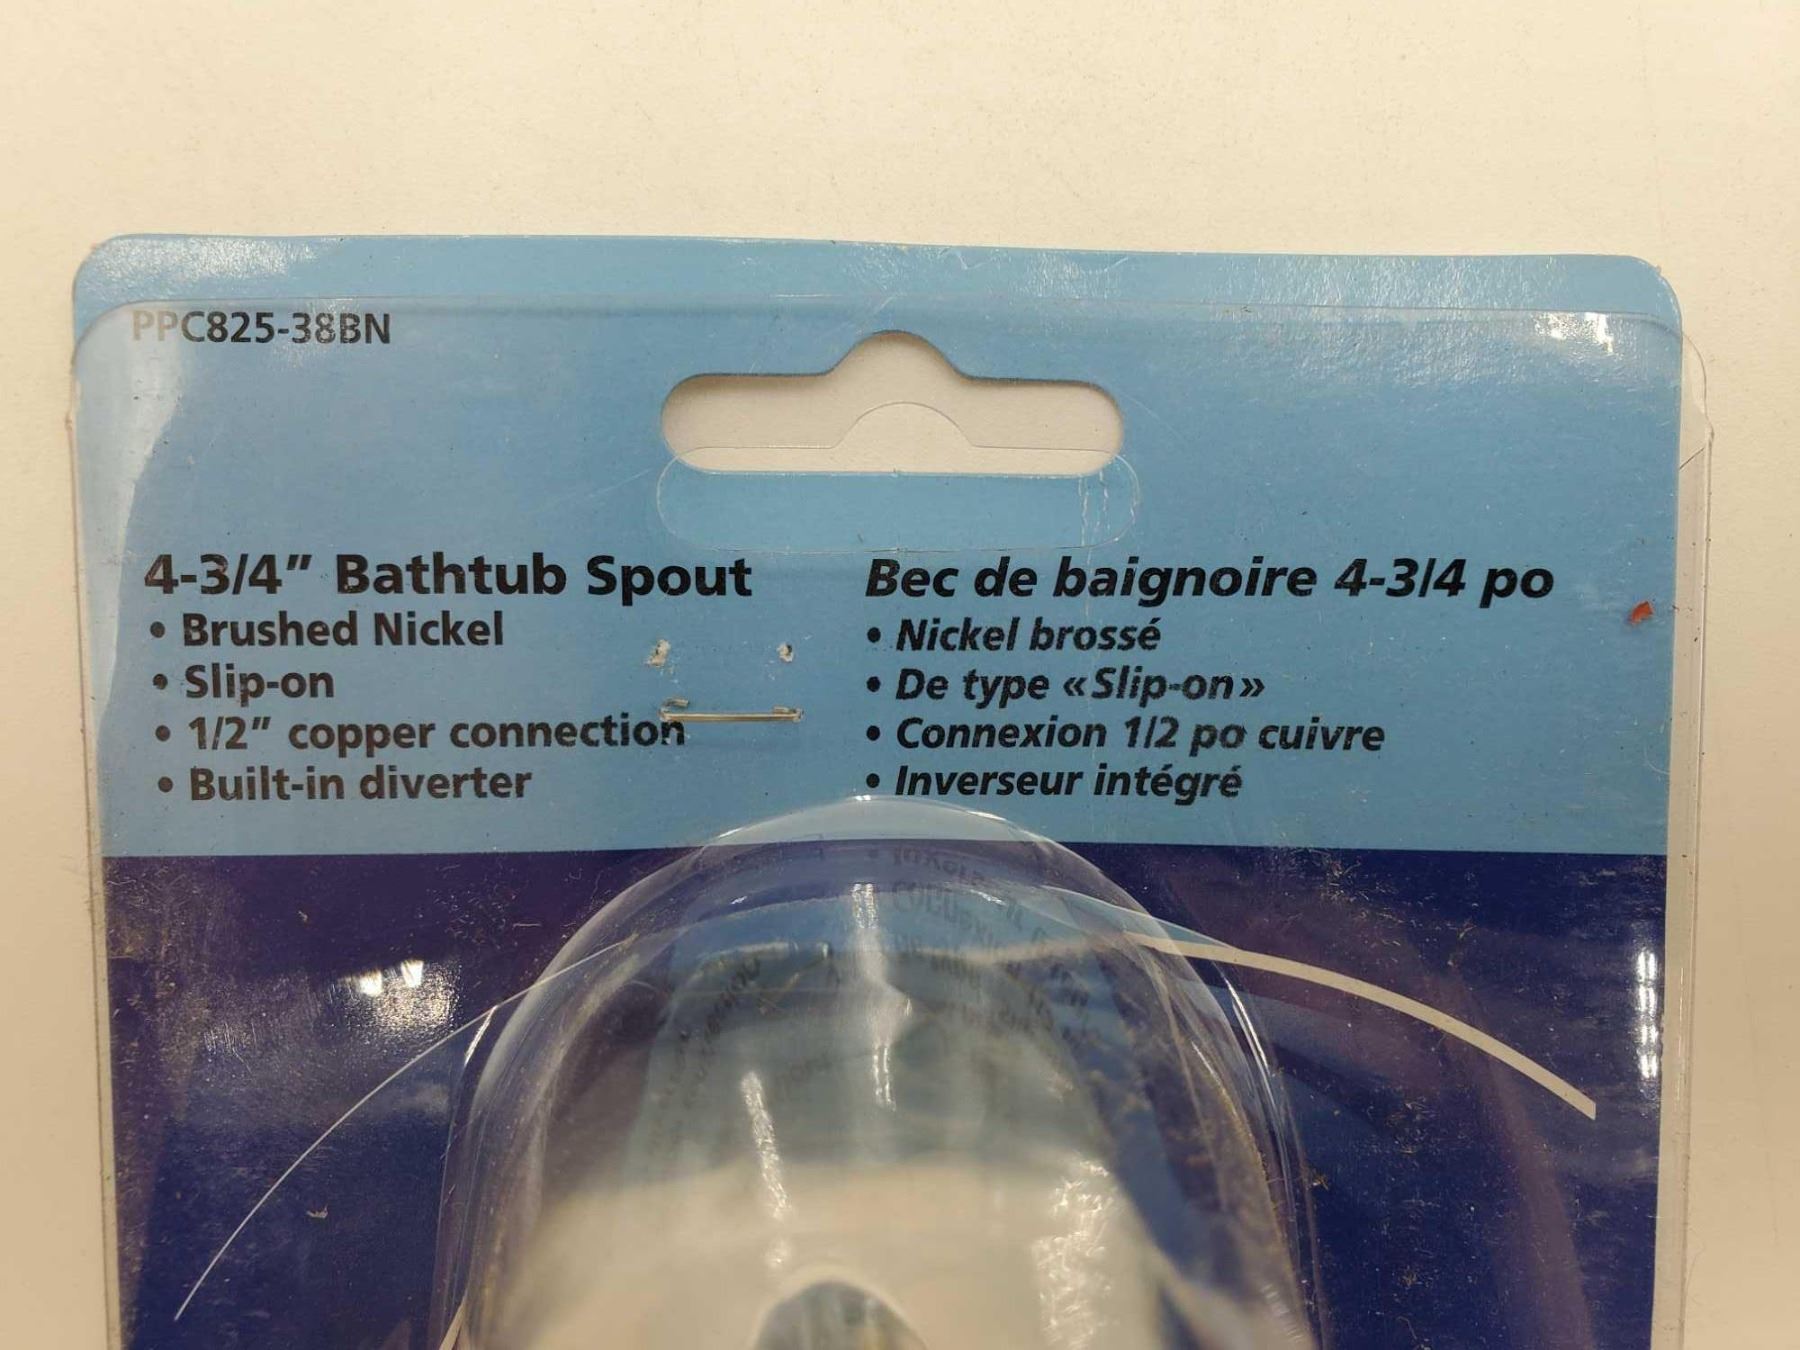 PPC825-38BN
4-3/4" Bathtub Spout
• Brushed Nickel
• Slip-on
• 1/2" copper connection
• Built-in diverter
Bec de baignoire 4-3/4 po
• Nickel brossé
• De type «Slip-on»
• Connexion 1/2 po cuivre
• Inverseur intégré